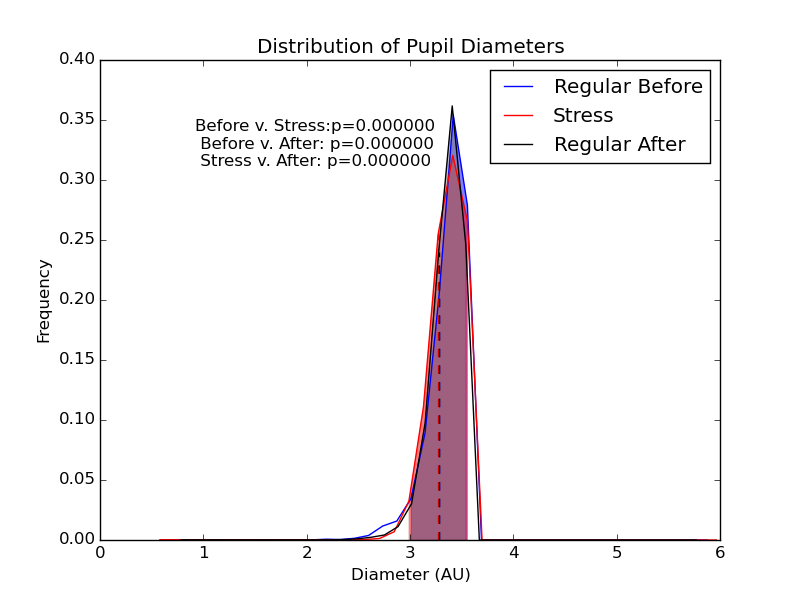 Distribution of Pupil Diameters
0.40
0.35
0.30
0.25
0.20
0.15
0.10
0.05
0.00
Frequency
Before v. Stress:p=0.000000
Before v. After: p=0.000000
Stress v. After: p=0.000000
Regular Before
Stress
Regular After
0 1 2 3 4 5 6
Diameter (AU)